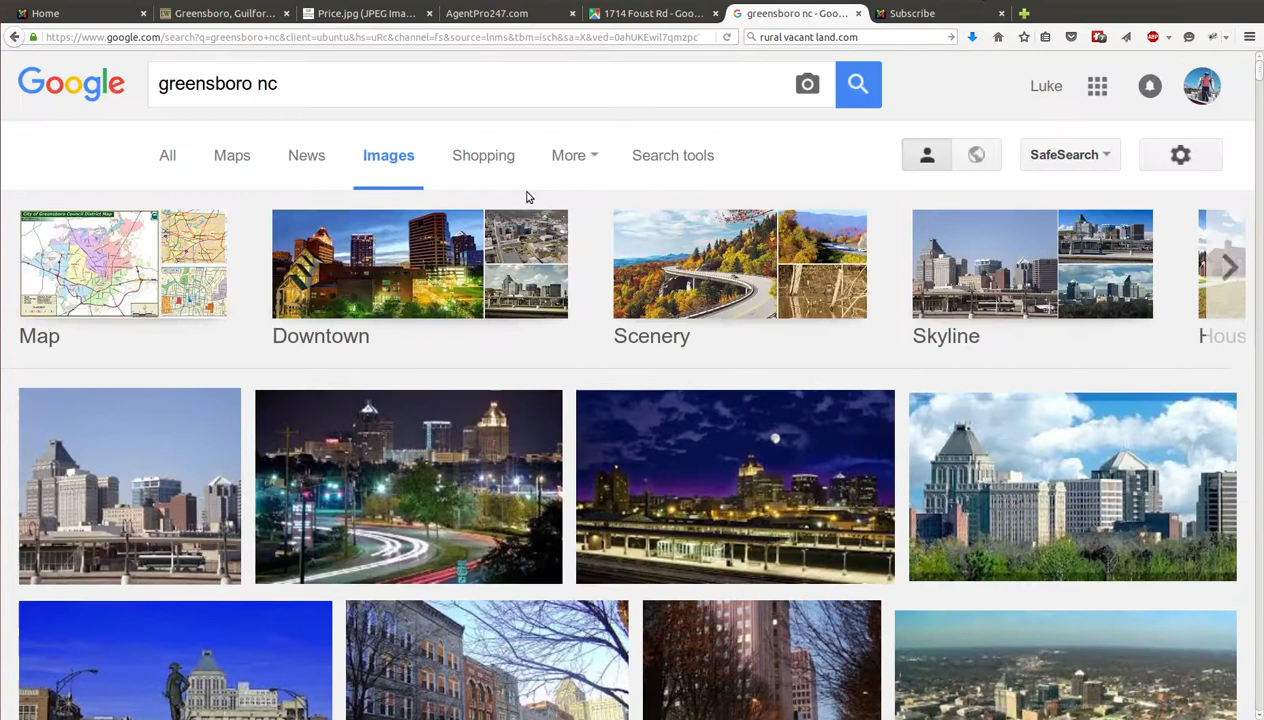 Home
Greensboro, Guilfor...
Price.jpg (JPEG Ima...
AgentPro247.com
1714 Foust Rd - Goo...
greensboro nc - Goo...
Subscribe
https://www.google.com/search?q=greensboro+nc&client=ubuntu&hs=uRc&channel=fs&source=lnms&tbm=isch&sa=X&ved=0ahUKEwil7qmzpc
rural vacant land.com
Google
greensboro nc
Luke
All
Maps
News
Images
Shopping
More
Search tools
SafeSearch
Map
Downtown
Scenery
Skyline
Hous